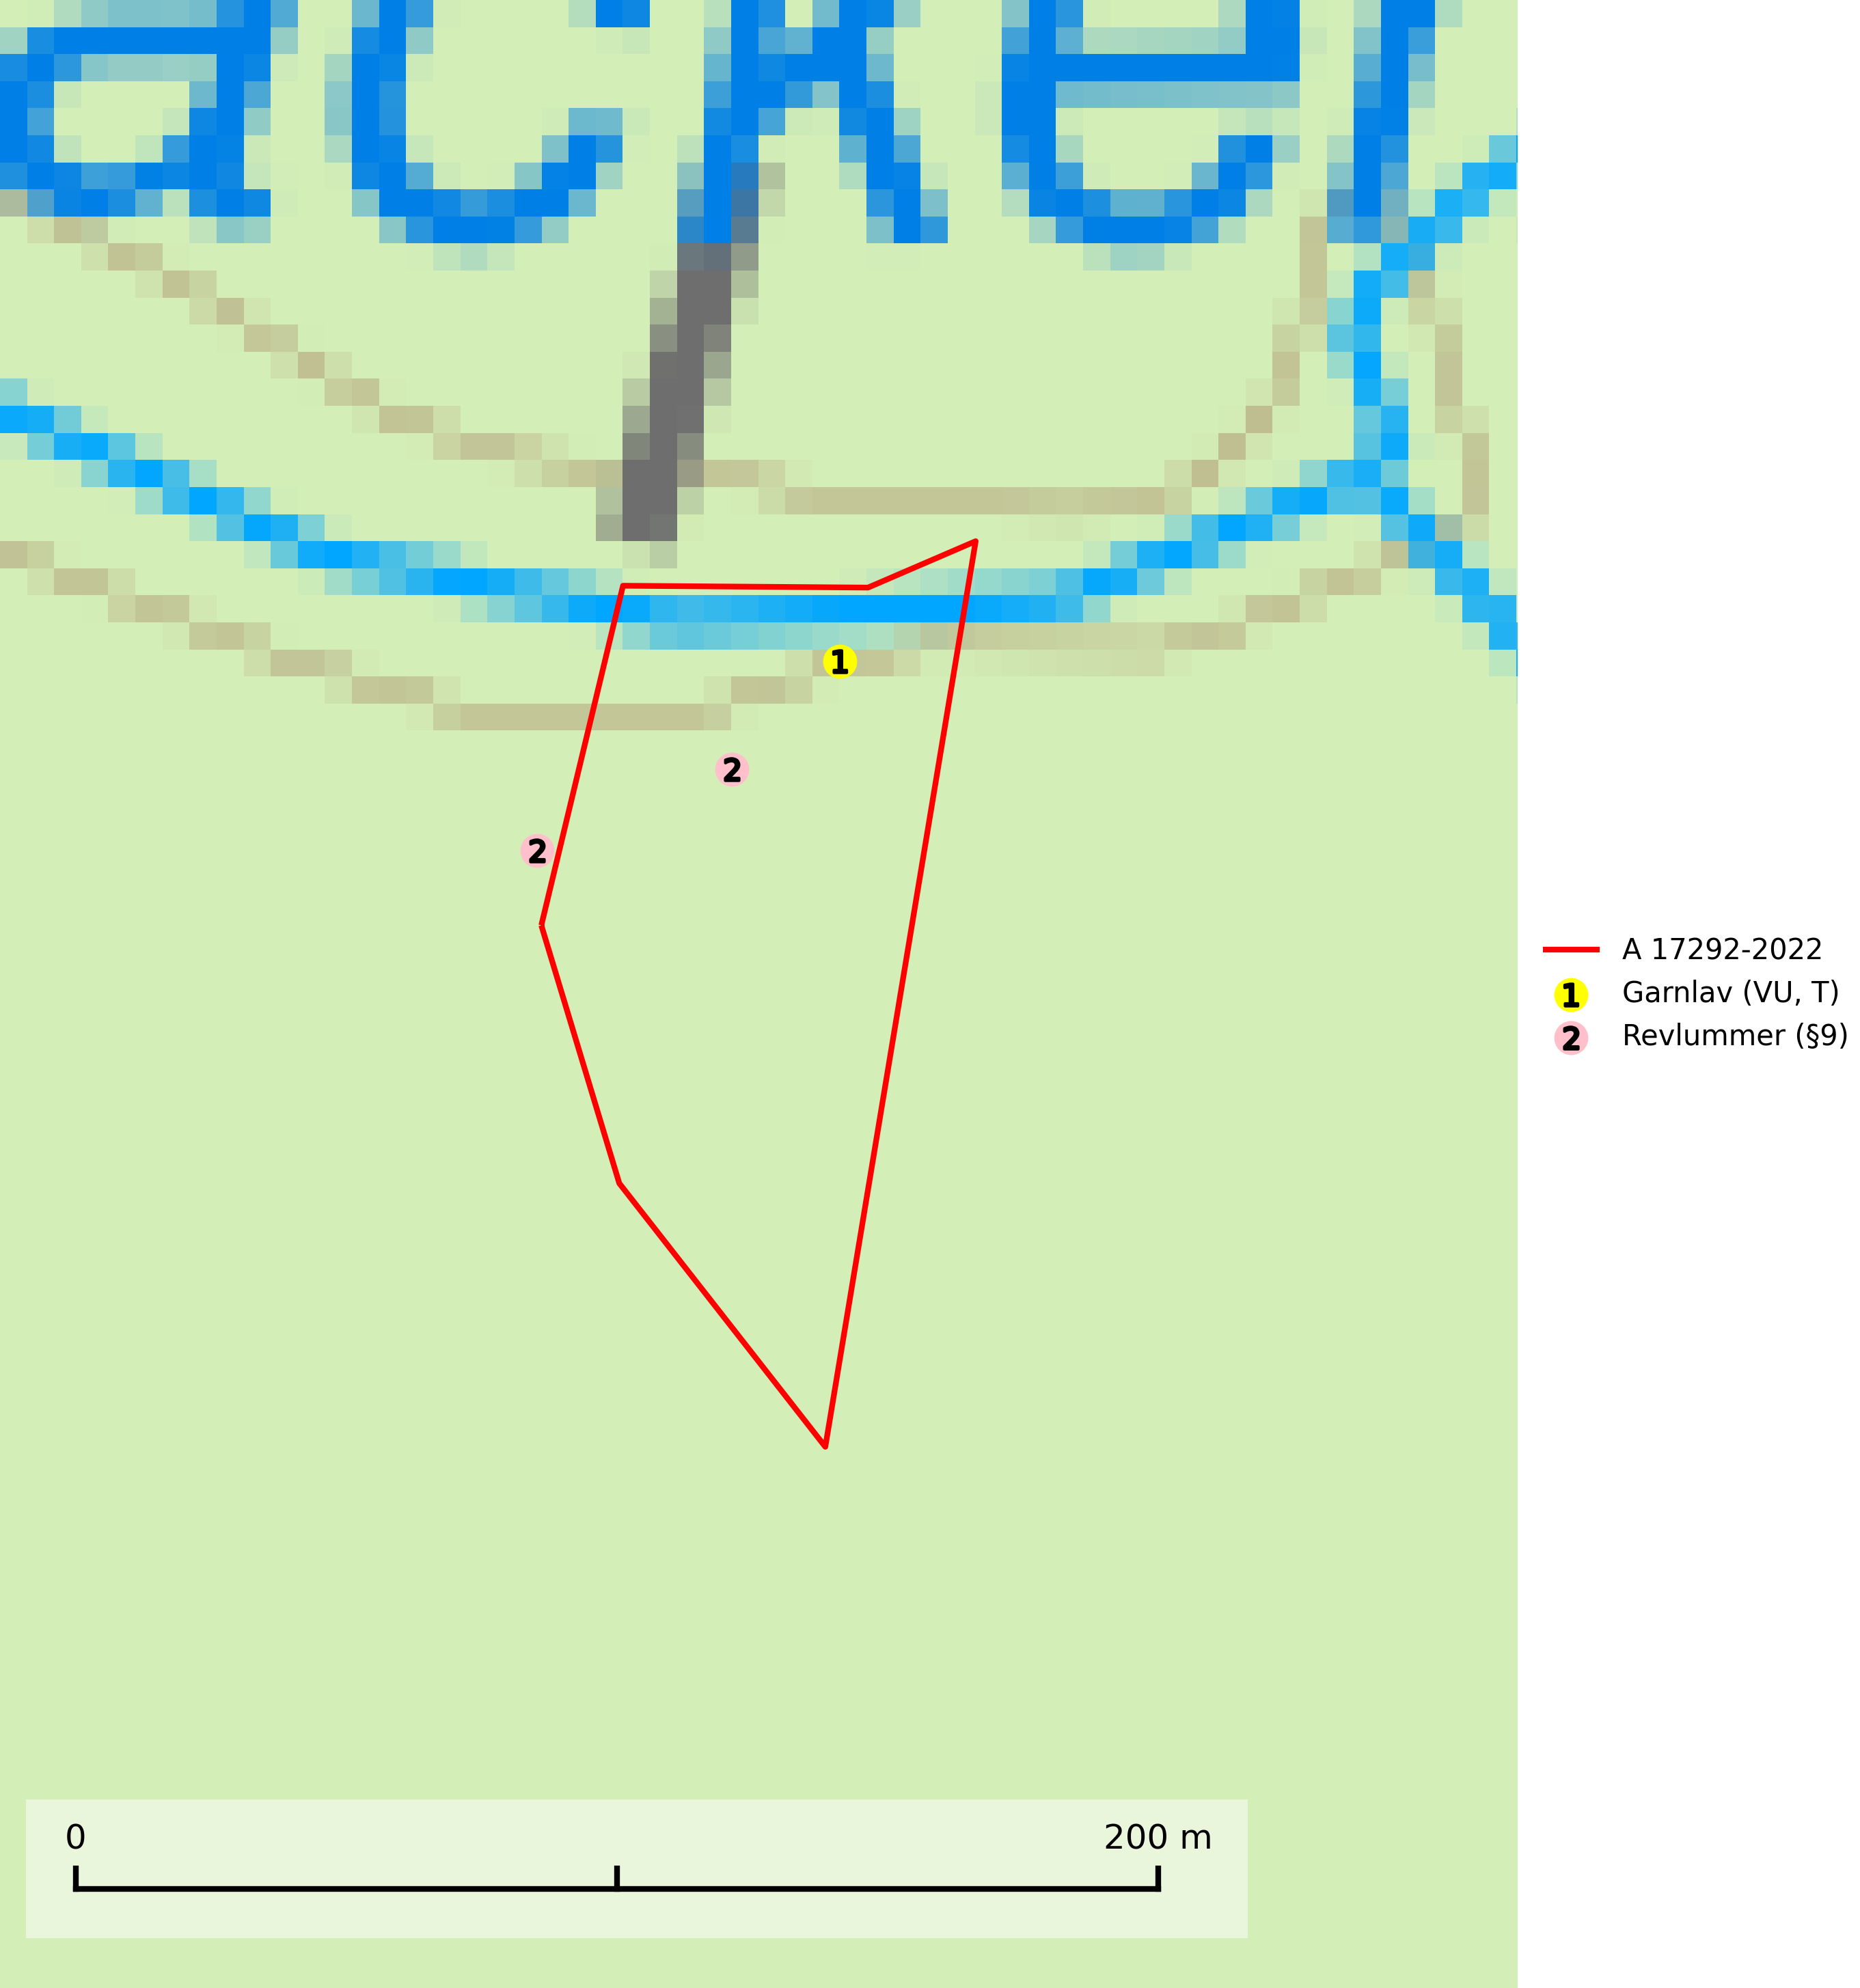 1
2
2
A 17292-2022
1 Garnlav (VU, T)
2 Revlummer (§9)
0 200 m